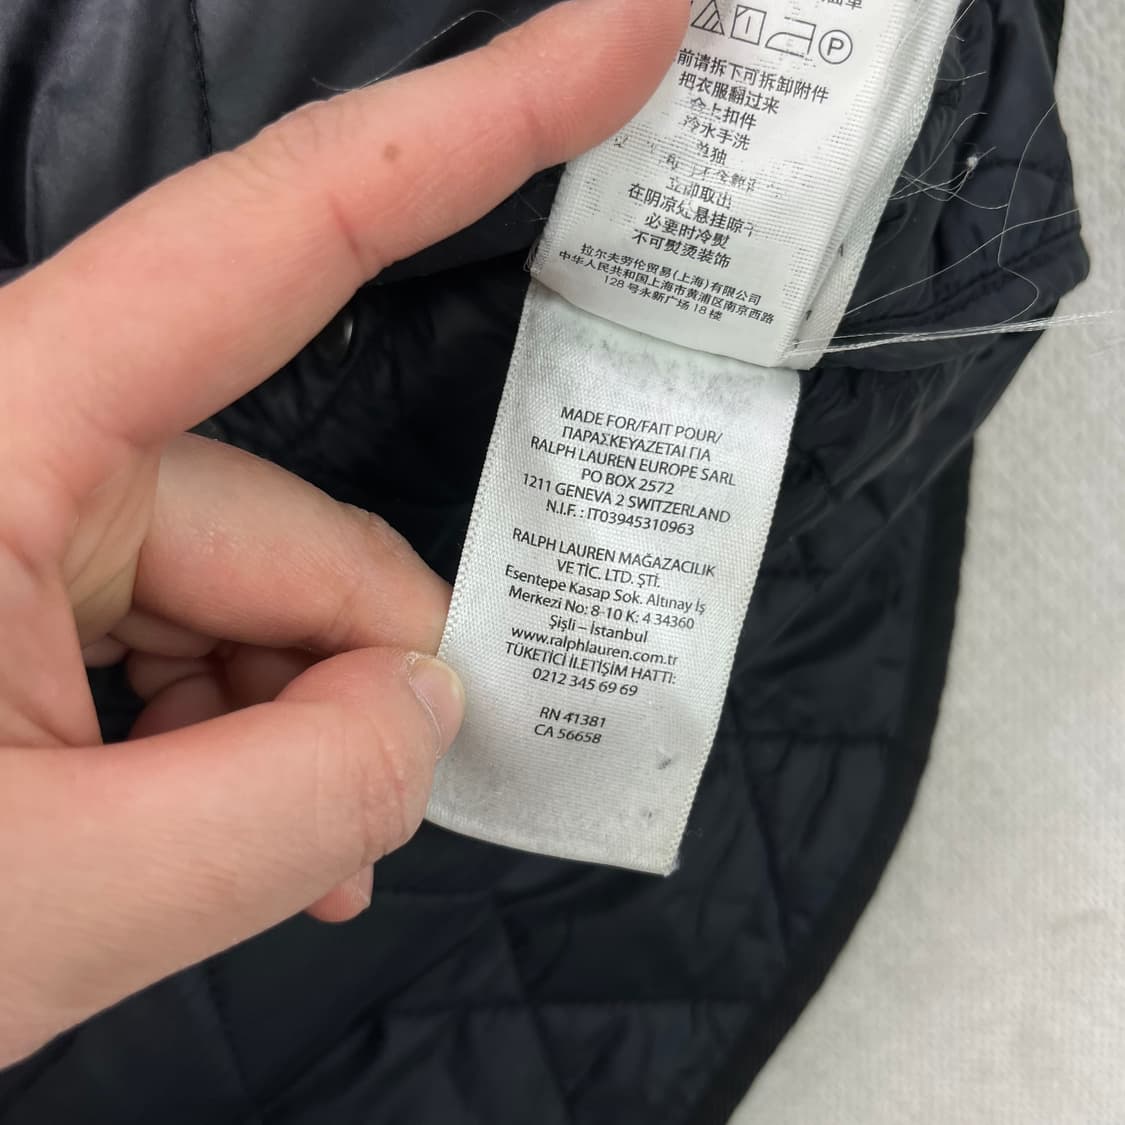 P
前请拆下可拆卸附件
把衣服翻过来
合上扣件
冷水手洗
单独
立即取出
在阴凉处悬挂晾干
必要时冷熨
不可熨烫装饰
拉尔夫劳伦贸易(上海)有限公司
中华人民共和国上海市黄浦区南京西路
128 号永新广场 18 楼
MADE FOR/FAIT POUR/
ΠΑΡΑΣΚΕΥΑΖΕΤΑΙ ΓΙΑ
RALPH LAUREN EUROPE SARL
PO BOX 2572
1211 GENEVA 2 SWITZERLAND
N.I.F. : IT03945310963
RALPH LAUREN MAĞAZACILIK
VE TİC. LTD. ŞTİ.
Esentepe Kasap Sok. Altınay İş
Merkezi No: 8-10 K: 4 34360
Şişli – İstanbul
www.ralphlauren.com.tr
TÜKETİCİ İLETİŞİM HATTI:
0212 345 69 69
RN 41381
CA 56658